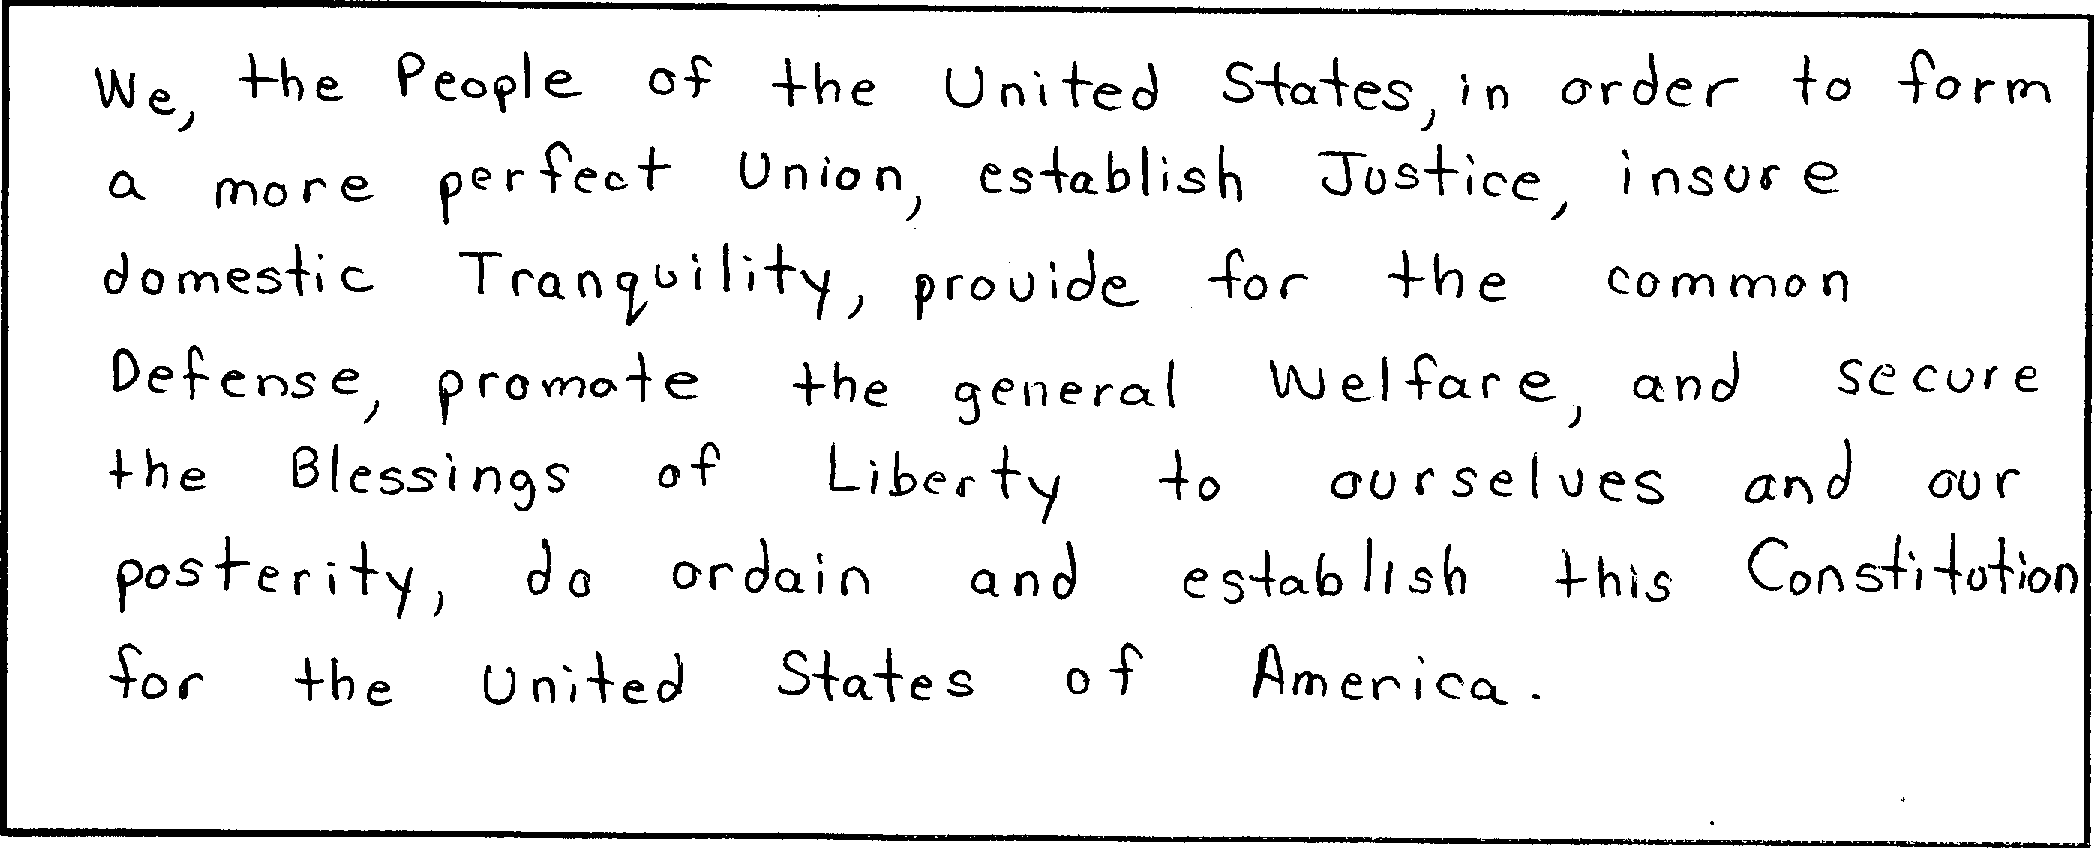 We, the People of the United States, in order to form
a more perfect Union, establish Justice, insure
domestic Tranquility, provide for the common
Defense, promote the general Welfare, and secure
the Blessings of Liberty to ourselves and our
posterity, do ordain and establish this Constitution
for the United States of America.